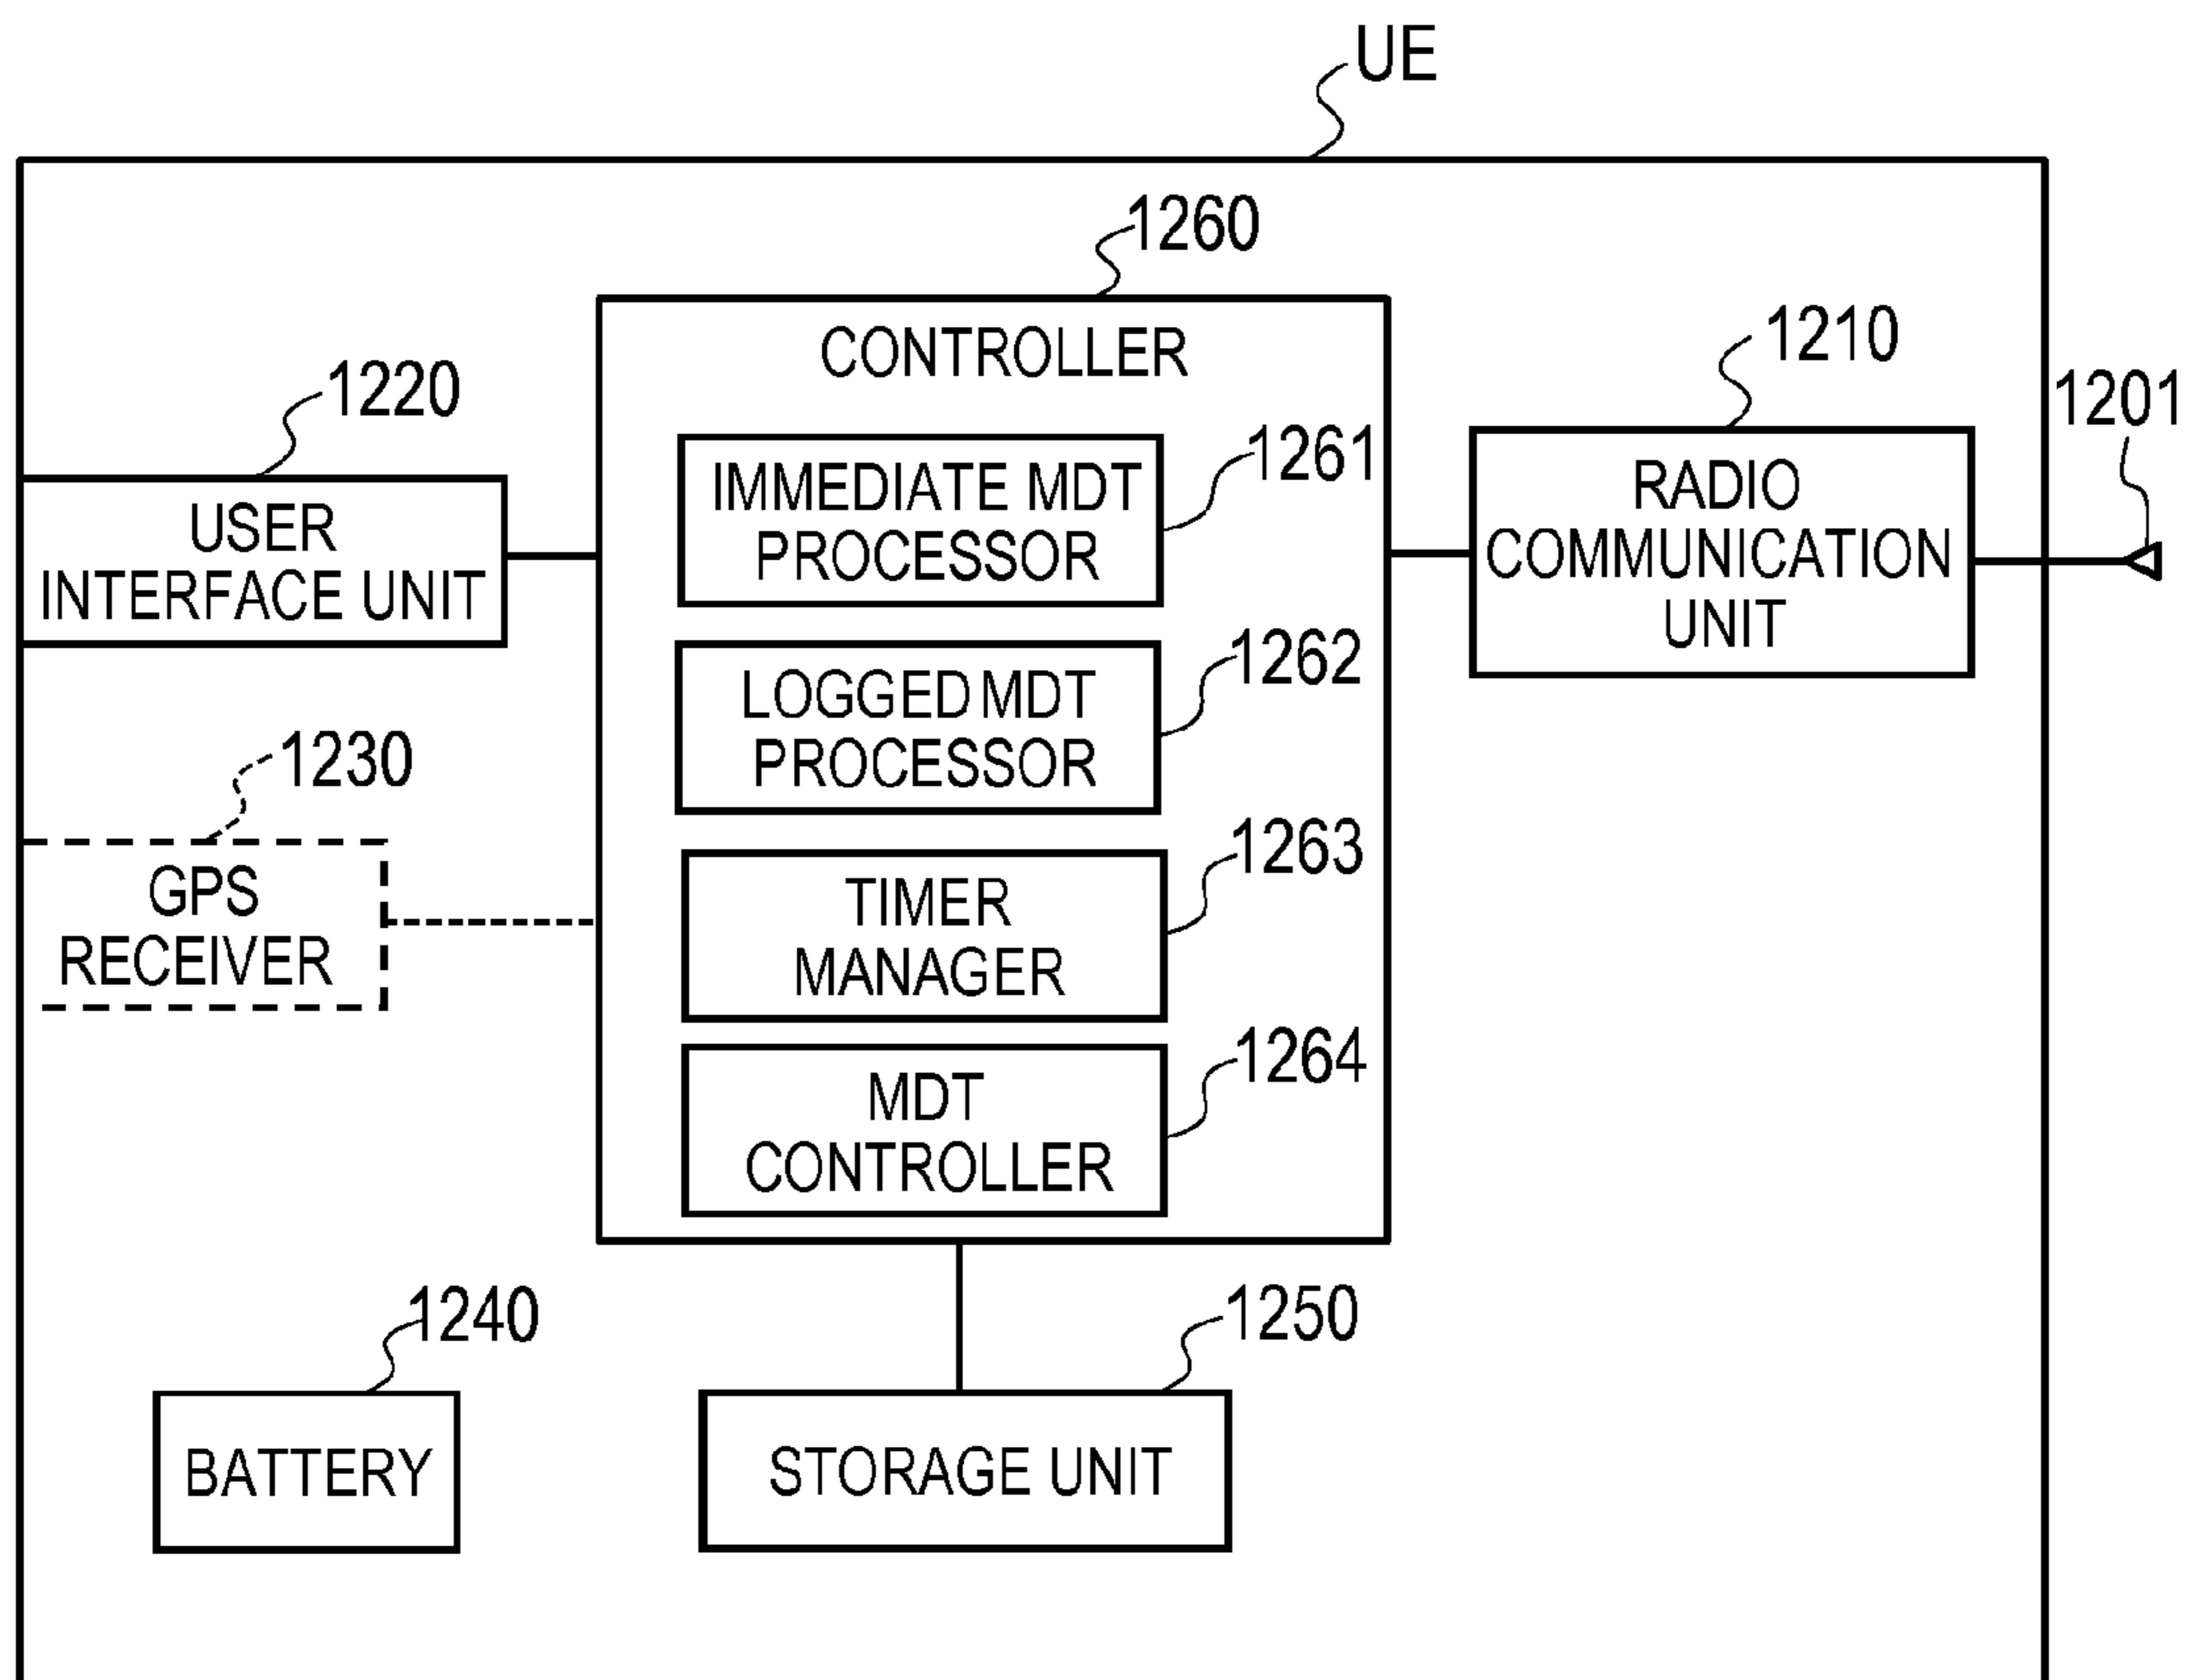 UE
1260
CONTROLLER
1210
1201
1220
1261
IMMEDIATE MDT
PROCESSOR
RADIO
COMMUNICATION
UNIT
USER
INTERFACE UNIT
1262
LOGGED MDT
PROCESSOR
1230
GPS
RECEIVER
1263
TIMER
MANAGER
1264
MDT
CONTROLLER
1240
BATTERY
1250
STORAGE UNIT